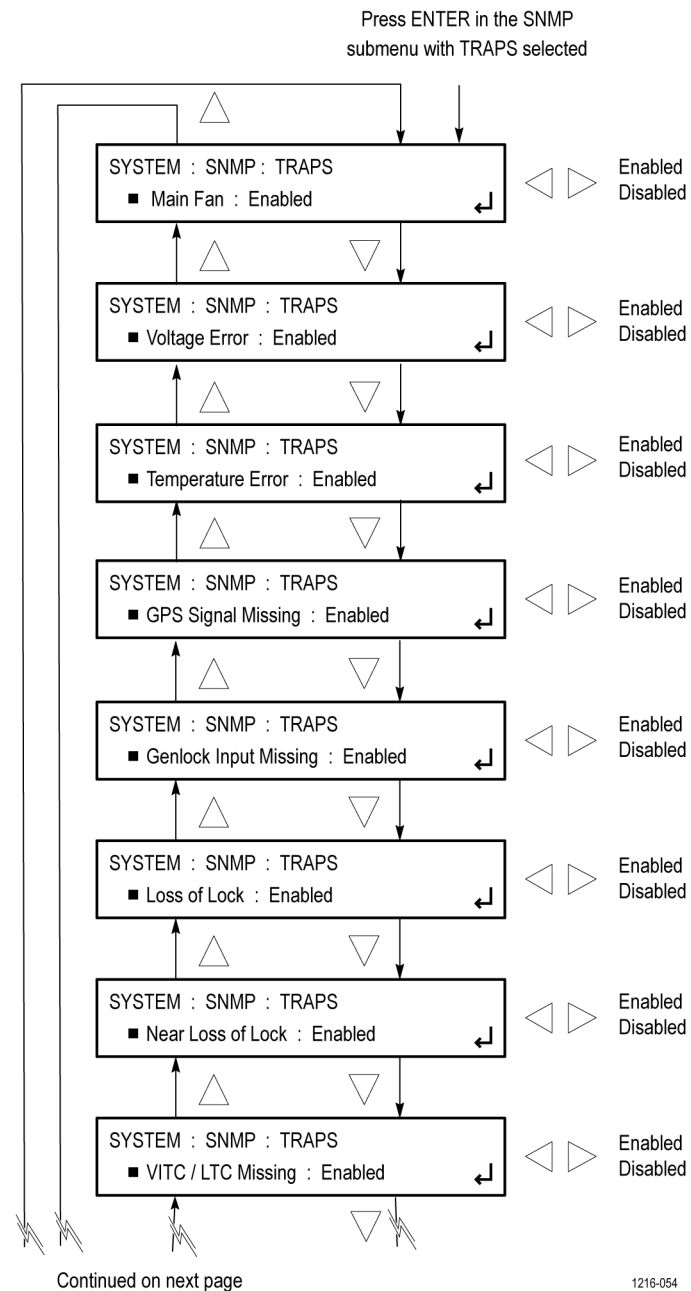 Press ENTER in the SNMP
submenu with TRAPS selected
SYSTEM : SNMP : TRAPS
■ Main Fan : Enabled
Enabled
Disabled
SYSTEM : SNMP : TRAPS
■ Voltage Error : Enabled
Enabled
Disabled
SYSTEM : SNMP : TRAPS
■ Temperature Error : Enabled
Enabled
Disabled
SYSTEM : SNMP : TRAPS
■ GPS Signal Missing : Enabled
Enabled
Disabled
SYSTEM : SNMP : TRAPS
■ Genlock Input Missing : Enabled
Enabled
Disabled
SYSTEM : SNMP : TRAPS
■ Loss of Lock : Enabled
Enabled
Disabled
SYSTEM : SNMP : TRAPS
■ Near Loss of Lock : Enabled
Enabled
Disabled
SYSTEM : SNMP : TRAPS
■ VITC / LTC Missing : Enabled
Enabled
Disabled
Continued on next page
1216-054